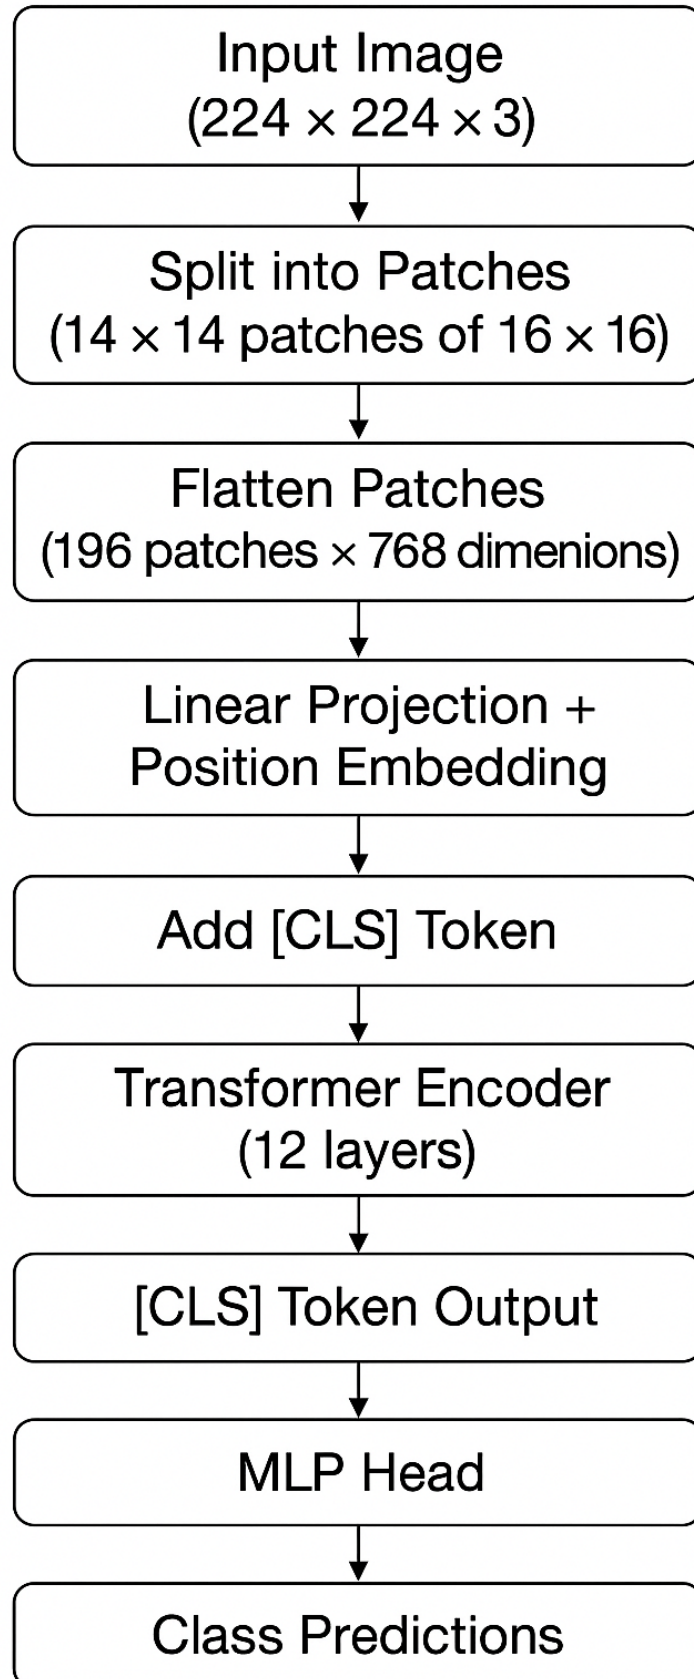 Input Image
(224 × 224 × 3)
Split into Patches
(14 × 14 patches of 16 × 16)
Flatten Patches
(196 patches × 768 dimenions)
Linear Projection +
Position Embedding
Add [CLS] Token
Transformer Encoder
(12 layers)
[CLS] Token Output
MLP Head
Class Predictions